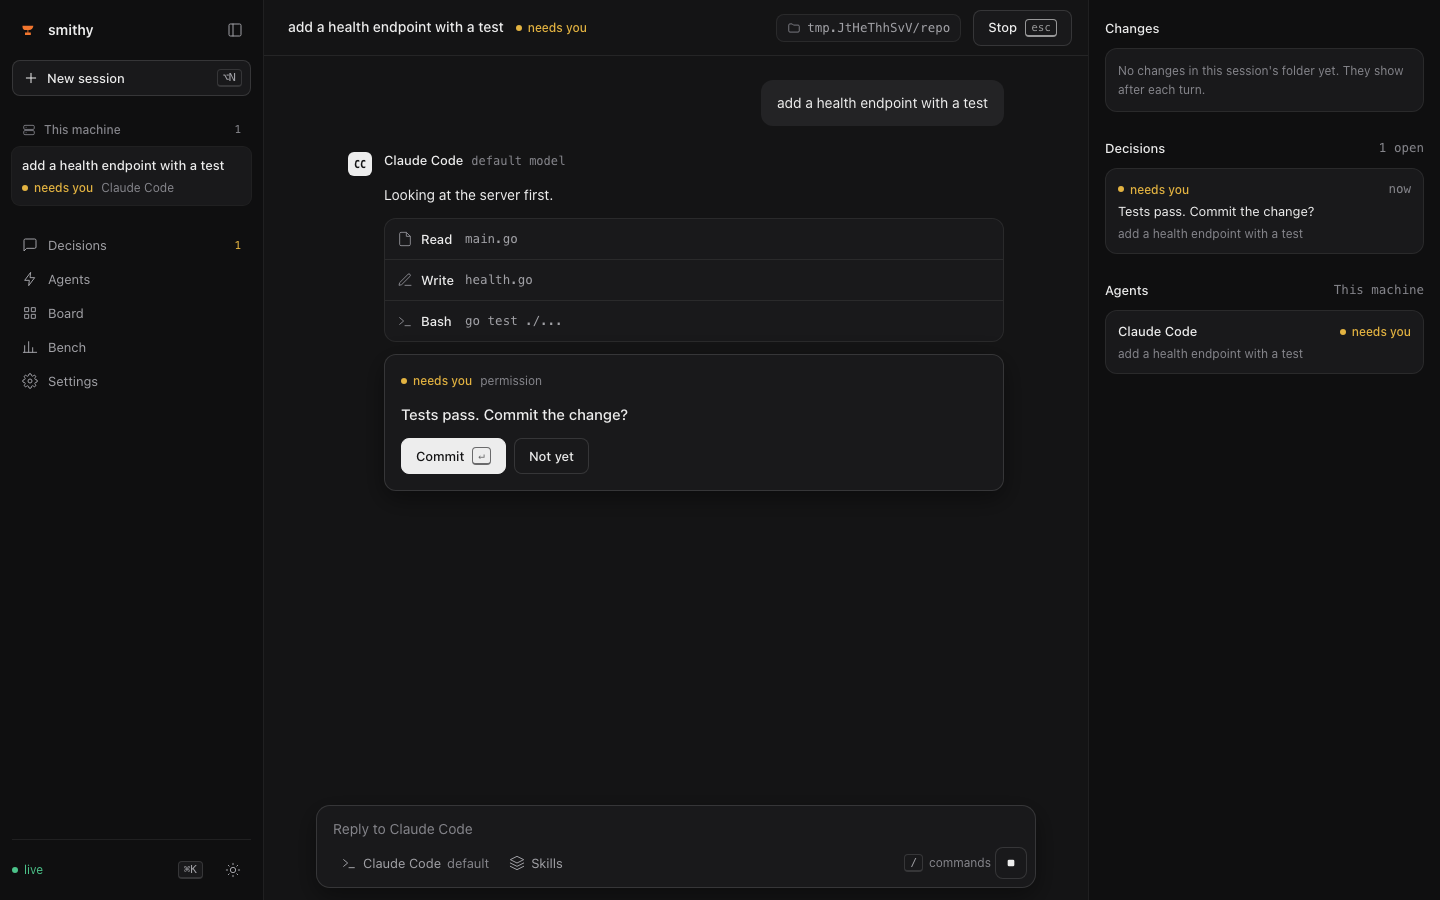 smithy
New session ⌥N
This machine 1
add a health endpoint with a test
needs you Claude Code
Decisions 1
Agents
Board
Bench
Settings
live ⌘K
add a health endpoint with a test needs you tmp.JtHeThhSvV/repo Stop esc
add a health endpoint with a test
CC Claude Code default model
Looking at the server first.
Read main.go
Write health.go
>_ Bash go test ./...
needs you permission
Tests pass. Commit the change?
Commit ↵ Not yet
Reply to Claude Code
>_ Claude Code default Skills / commands
Changes
No changes in this session's folder yet. They show
after each turn.
Decisions 1 open
needs you now
Tests pass. Commit the change?
add a health endpoint with a test
Agents This machine
Claude Code needs you
add a health endpoint with a test